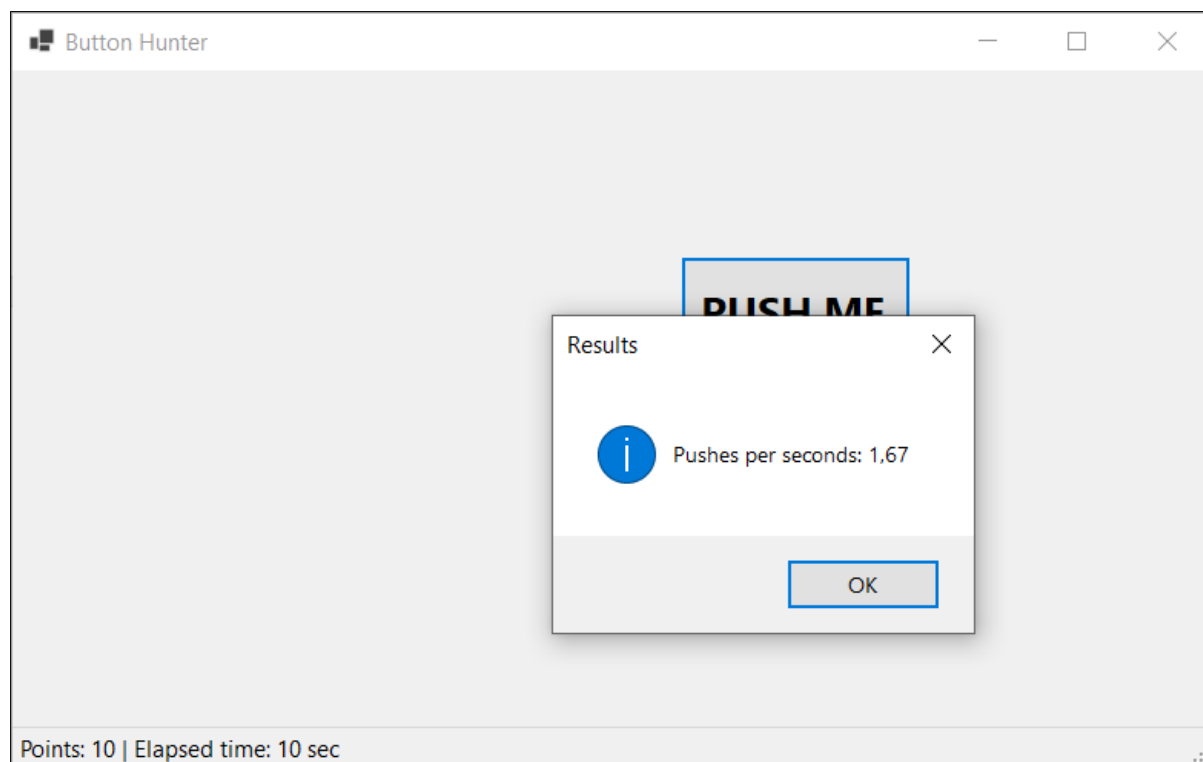 Button Hunter
PUSH ME
Results
Pushes per seconds: 1,67
OK
Points: 10 | Elapsed time: 10 sec